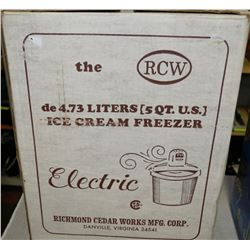 the RCW
de 4.73 LITERS [5 QT. U.S.]
ICE CREAM FREEZER
Electric
RICHMOND CEDAR WORKS MFG. CORP.
DANVILLE, VIRGINIA 24541